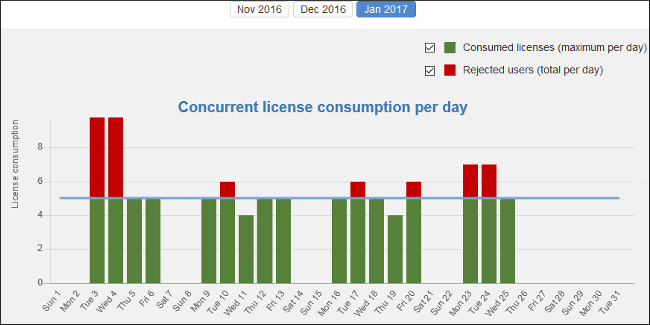 Nov 2016 Dec 2016 Jan 2017
Consumed licenses (maximum per day)
Rejected users (total per day)
Concurrent license consumption per day
License consumption
8
6
4
2
0
Sun 1 Mon 2 Tue 3 Wed 4 Thu 5 Fri 6 Sat 7 Sun 8 Mon 9 Tue 10 Wed 11 Thu 12 Fri 13 Sat 14 Sun 15 Mon 16 Tue 17 Wed 18 Thu 19 Fri 20 Sat 21 Sun 22 Mon 23 Tue 24 Wed 25 Thu 26 Fri 27 Sat 28 Sun 29 Mon 30 Tue 31